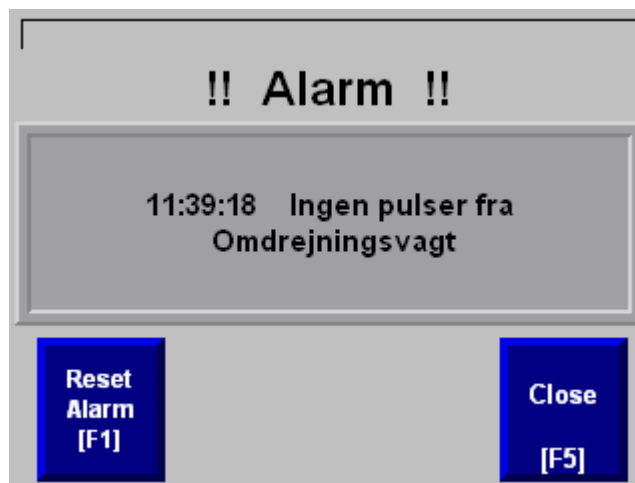 !! Alarm !!
11:39:18 Ingen pulser fra
Omdrejningsvagt
Reset
Alarm
[F1]
Close
[F5]